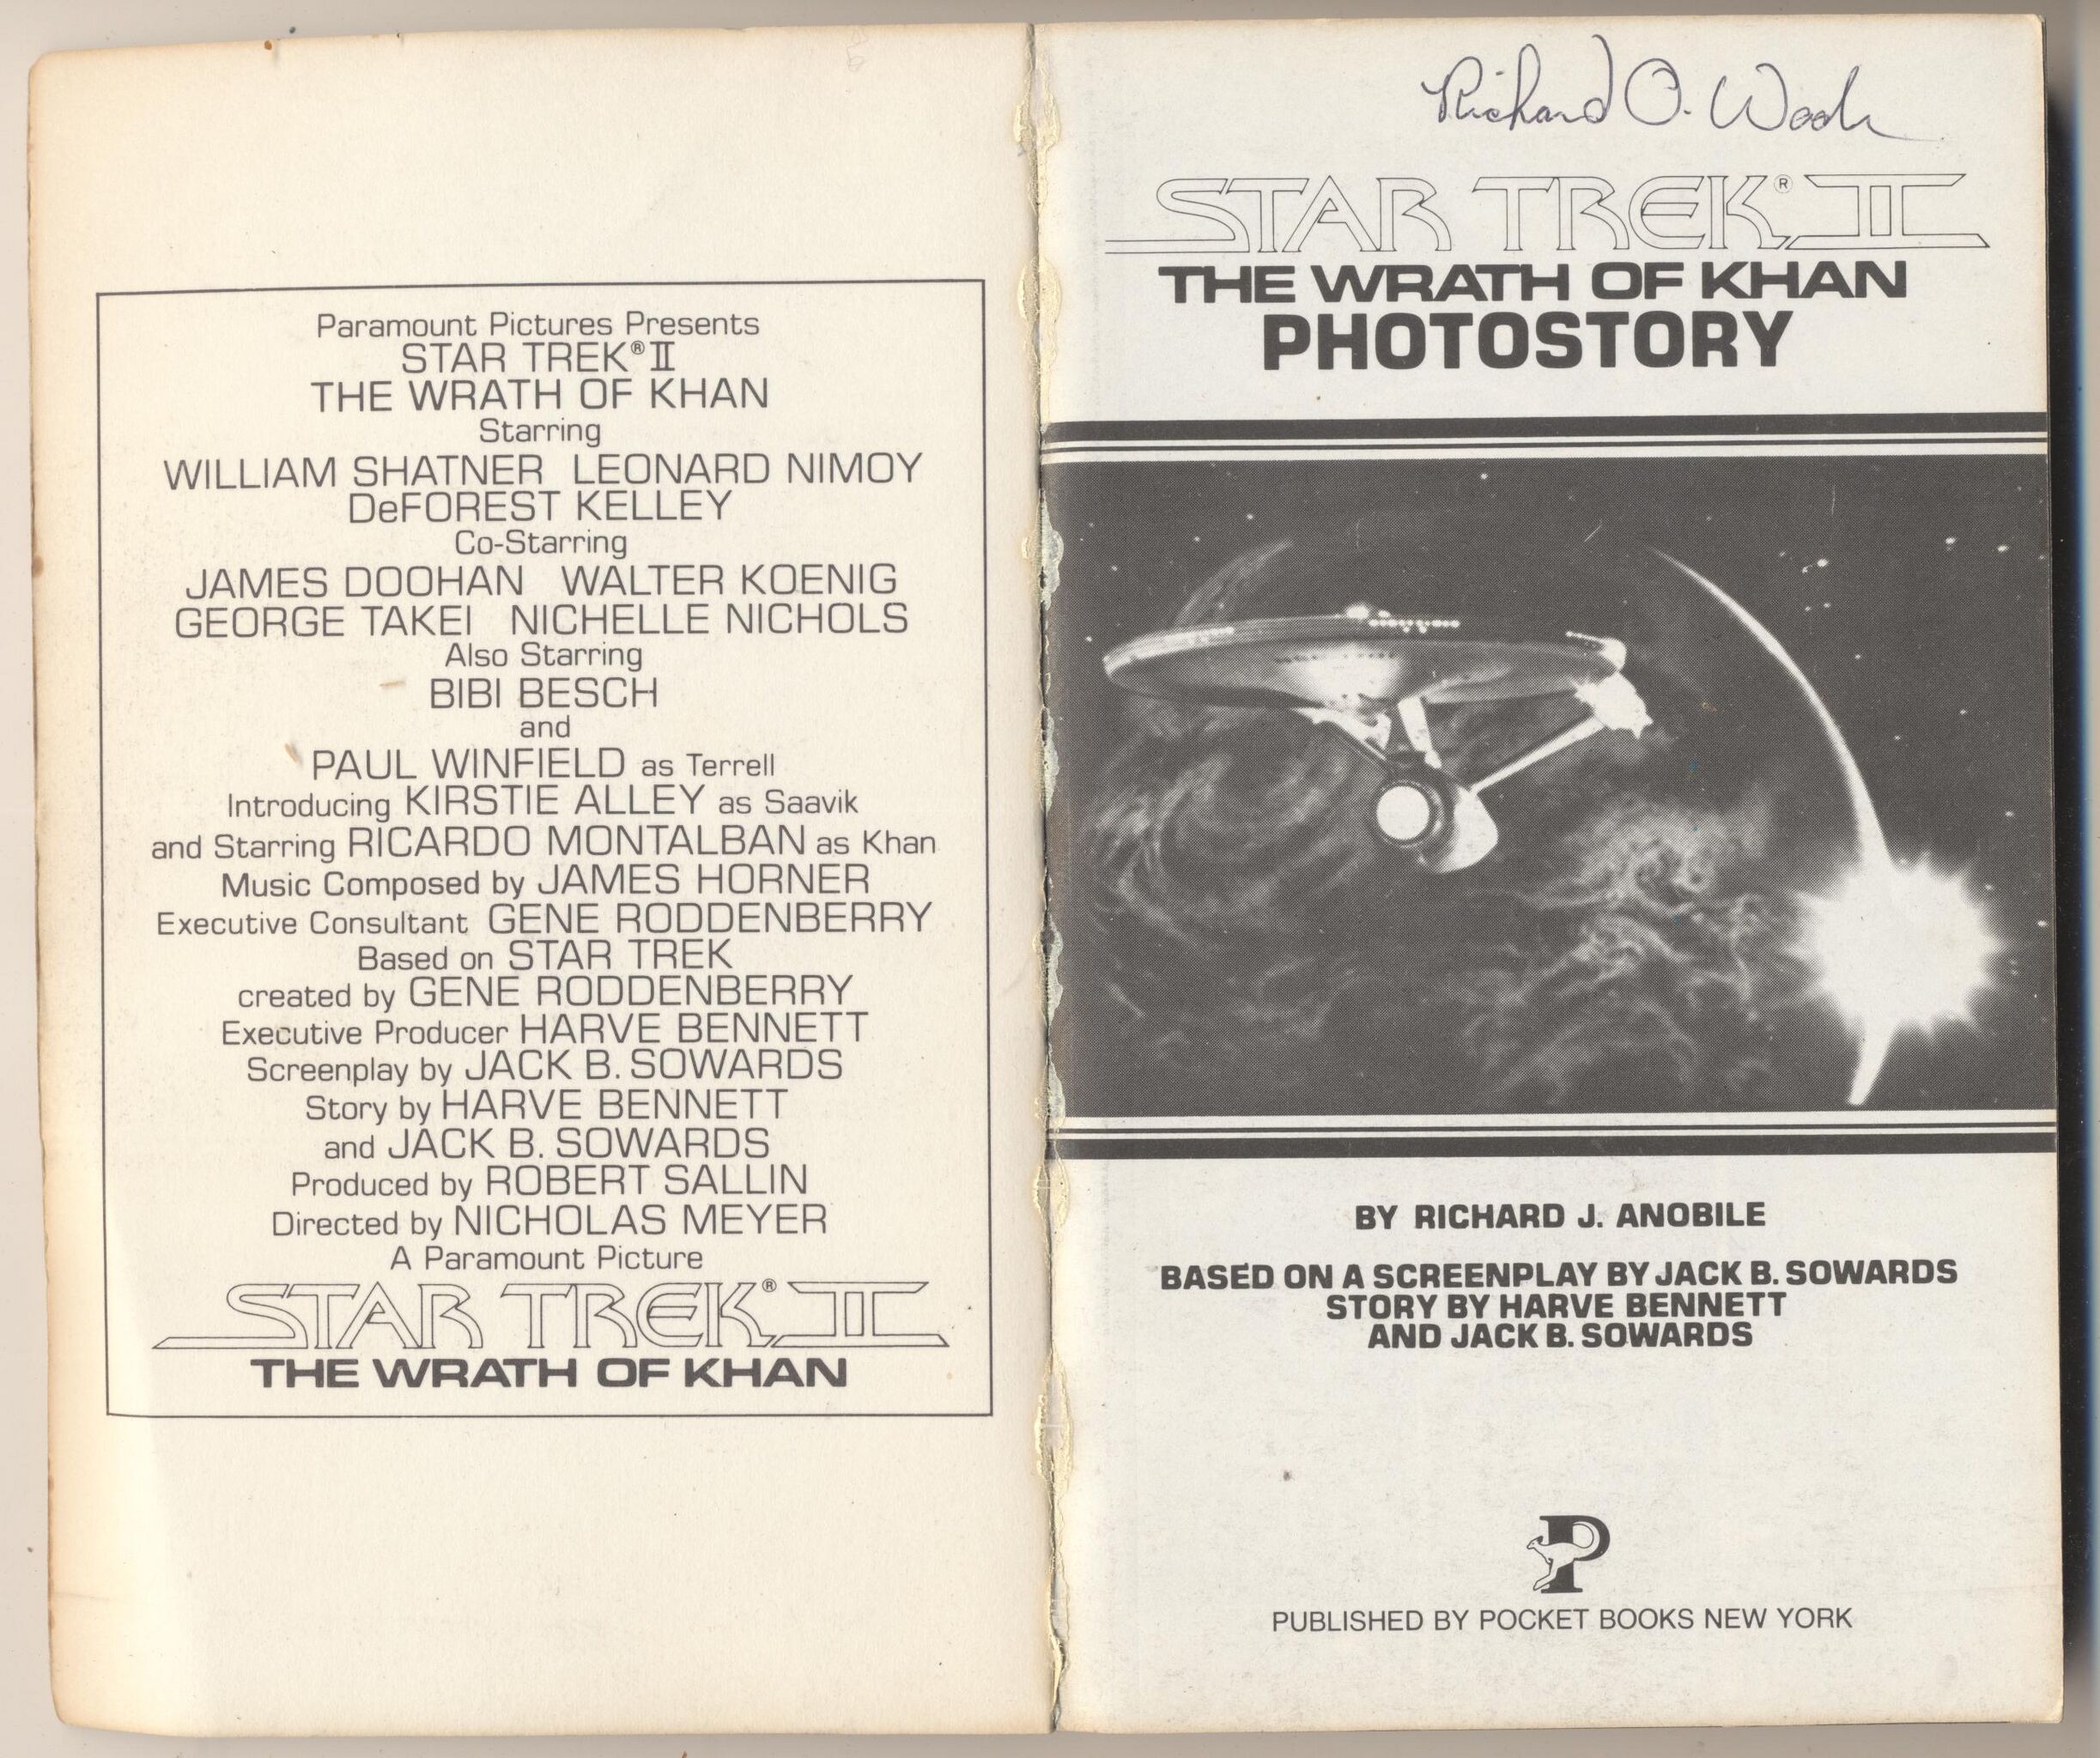 Paramount Pictures Presents
STAR TREK® II
THE WRATH OF KHAN
Starring
WILLIAM SHATNER LEONARD NIMOY
DeFOREST KELLEY
Co-Starring
JAMES DOOHAN WALTER KOENIG
GEORGE TAKEI NICHELLE NICHOLS
Also Starring
BIBI BESCH
and
PAUL WINFIELD as Terrell
Introducing KIRSTIE ALLEY as Saavik
and Starring RICARDO MONTALBAN as Khan
Music Composed by JAMES HORNER
Executive Consultant GENE RODDENBERRY
Based on STAR TREK
created by GENE RODDENBERRY
Executive Producer HARVE BENNETT
Screenplay by JACK B. SOWARDS
Story by HARVE BENNETT
and JACK B. SOWARDS
Produced by ROBERT SALLIN
Directed by NICHOLAS MEYER
A Paramount Picture
STAR TREK® II
THE WRATH OF KHAN
Richard O.
STAR TREK® II
THE WRATH OF KHAN
PHOTOSTORY
BY RICHARD J. ANOBILE
BASED ON A SCREENPLAY BY JACK B. SOWARDS
STORY BY HARVE BENNETT
AND JACK B. SOWARDS
P
PUBLISHED BY POCKET BOOKS NEW YORK